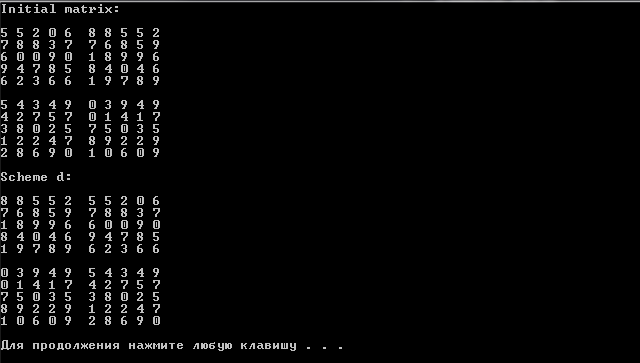 Initial matrix:
5 5 2 0 6  8 8 5 5 2
7 8 8 3 7  7 6 8 5 9
6 0 0 9 0  1 8 9 9 6
9 4 7 8 5  8 4 0 4 6
6 2 3 6 6  1 9 7 8 9
5 4 3 4 9  0 3 9 4 9
4 2 7 5 7  0 1 4 1 7
3 8 0 2 5  7 5 0 3 5
1 2 2 4 7  8 9 2 2 9
2 8 6 9 0  1 0 6 0 9
Scheme d:
8 8 5 5 2  5 5 2 0 6
7 6 8 5 9  7 8 8 3 7
1 8 9 9 6  6 0 0 9 0
8 4 0 4 6  9 4 7 8 5
1 9 7 8 9  6 2 3 6 6
0 3 9 4 9  5 4 3 4 9
0 1 4 1 7  4 2 7 5 7
7 5 0 3 5  3 8 0 2 5
8 9 2 2 9  1 2 2 4 7
1 0 6 0 9  2 8 6 9 0
Для продолжения нажмите любую клавишу . . .